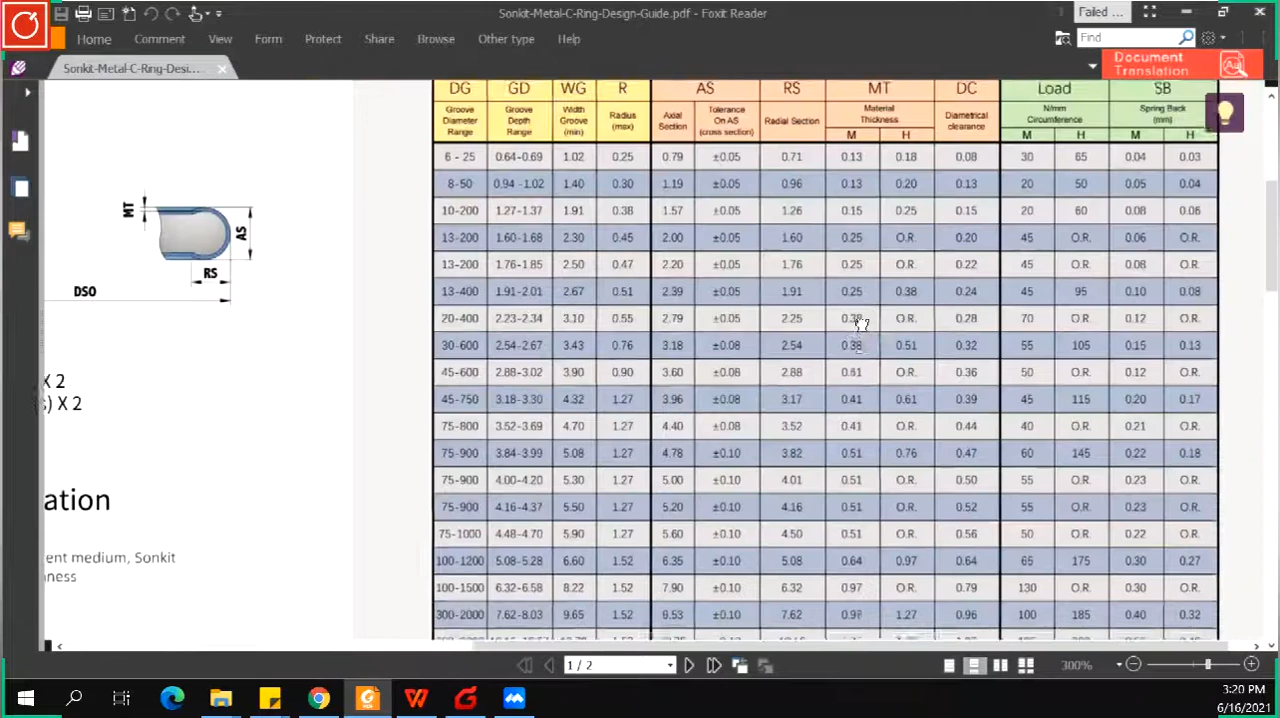 Sonkit-Metal-C-Ring-Design-Guide.pdf - Foxit Reader
Failed ...
Home Comment View Form Protect Share Browse Other type Help
Find
Sonkit-Metal-C-Ring-Desi...
Document
Translation
DG GD WG R AS RS MT DC Load SB
Groove Diameter Range Groove Depth Range Width Groove (min) Radius (max) Axial Section Tolerance On AS (cross section) Radial Section Material Thickness Diametrical clearance N/mm Circumference Spring Back (mm)
M H M H M H
6 - 25 0.64-0.69 1.02 0.25 0.79 ±0.05 0.71 0.13 0.18 0.08 30 65 0.04 0.03
8-50 0.94 -1.02 1.40 0.30 1.19 ±0.05 0.96 0.13 0.20 0.13 20 50 0.05 0.04
10-200 1.27-1.37 1.91 0.38 1.57 ±0.05 1.26 0.15 0.25 0.15 20 60 0.08 0.06
13-200 1.60-1.68 2.30 0.45 2.00 ±0.05 1.60 0.25 O.R. 0.20 45 O.R. 0.06 O.R.
13-200 1.76-1.85 2.50 0.47 2.20 ±0.05 1.76 0.25 O.R. 0.22 45 O.R. 0.08 O.R.
13-400 1.91-2.01 2.67 0.51 2.39 ±0.05 1.91 0.25 0.38 0.24 45 95 0.10 0.08
20-400 2.23-2.34 3.10 0.55 2.79 ±0.05 2.25 0.38 O.R. 0.28 70 O.R. 0.12 O.R.
30-600 2.54-2.67 3.43 0.76 3.18 ±0.08 2.54 0.38 0.51 0.32 55 105 0.15 0.13
45-600 2.88-3.02 3.90 0.90 3.60 ±0.08 2.88 O.R. 0.36 50 O.R. 0.12 O.R.
45-750 3.18-3.30 4.32 1.27 3.96 ±0.08 3.17 0.41 0.61 0.39 45 115 0.20 0.17
75-800 3.52-3.69 4.70 1.27 4.40 ±0.08 3.52 0.41 O.R. 0.44 40 O.R. 0.21 O.R.
75-900 3.84-3.99 5.08 1.27 4.78 ±0.10 3.82 0.51 0.76 0.47 60 145 0.22 0.18
75-900 4.00-4.20 5.30 1.27 5.00 ±0.10 4.01 0.51 O.R. 0.50 55 O.R. 0.23 O.R.
75-900 4.16-4.37 5.50 1.27 5.20 ±0.10 4.16 0.51 O.R. 0.52 55 O.R. 0.23 O.R.
75-1000 4.48-4.70 5.90 1.27 5.60 ±0.10 4.50 0.51 O.R. 0.56 50 O.R. 0.22 O.R.
100-1200 5.08-5.28 6.60 1.52 6.35 ±0.10 5.08 0.64 0.97 0.64 65 175 0.30 0.27
100-1500 6.32-6.58 8.22 1.52 7.90 ±0.10 6.32 0.97 O.R. 0.79 130 O.R. 0.30 O.R.
300-2000 7.62-8.03 9.65 1.52 9.53 ±0.10 7.62 1.27 0.96 100 185 0.40 0.32
MT
AS
RS
DSO
X 2
(s) X 2
ation
ent medium, Sonkit
ness
1 / 2
300%
3:20 PM
6/16/2021